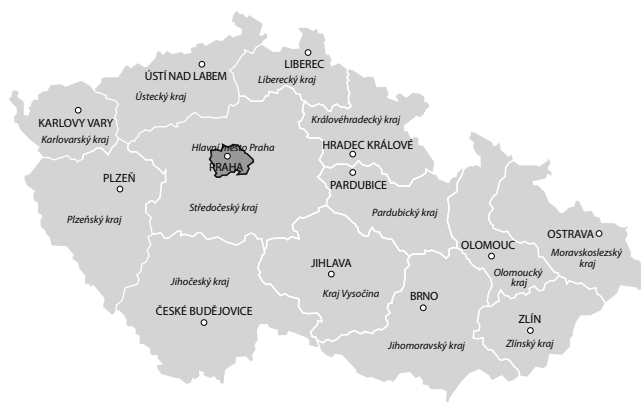 LIBEREC
Liberecký kraj
ÚSTÍ NAD LABEM
Ústecký kraj
KARLOVY VARY
Karlovarský kraj
Královéhradecký kraj
HRADEC KRÁLOVÉ
Hlavní město Praha
PRAHA
PLZEŇ
Plzeňský kraj
Středočeský kraj
PARDUBICE
Pardubický kraj
OSTRAVA
Moravskoslezský
kraj
OLOMOUC
Olomoucký
kraj
JIHLAVA
Kraj Vysočina
Jihočeský kraj
ČESKÉ BUDĚJOVICE
BRNO
Jihomoravský kraj
ZLÍN
Zlínský kraj